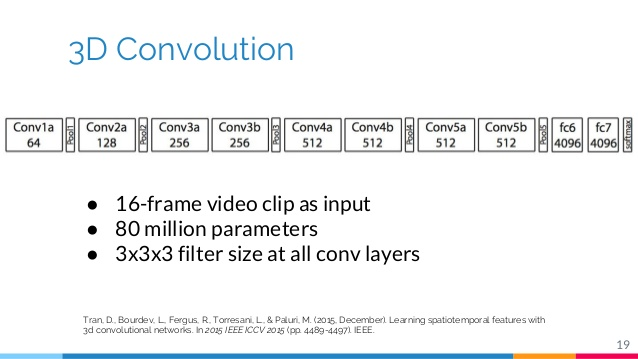 3D Convolution
Conv1a Pool1 Conv2a Pool2 Conv3a Conv3b Pool3 Conv4a Conv4b Pool4 Conv5a Conv5b Pool5 fc6 fc7 softmax
64 128 256 256 512 512 512 512 4096 4096
● 16-frame video clip as input
● 80 million parameters
● 3x3x3 filter size at all conv layers
Tran, D., Bourdev, L., Fergus, R., Torresani, L., & Paluri, M. (2015, December). Learning spatiotemporal features with
3d convolutional networks. In 2015 IEEE ICCV 2015 (pp. 4489-4497). IEEE.
19